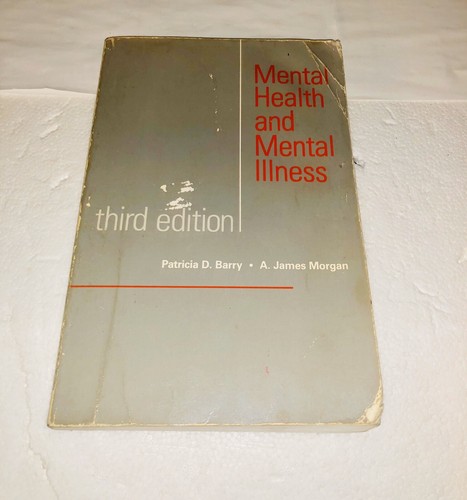 Mental
Health
and
Mental
Illness
third edition
Patricia D. Barry • A. James Morgan